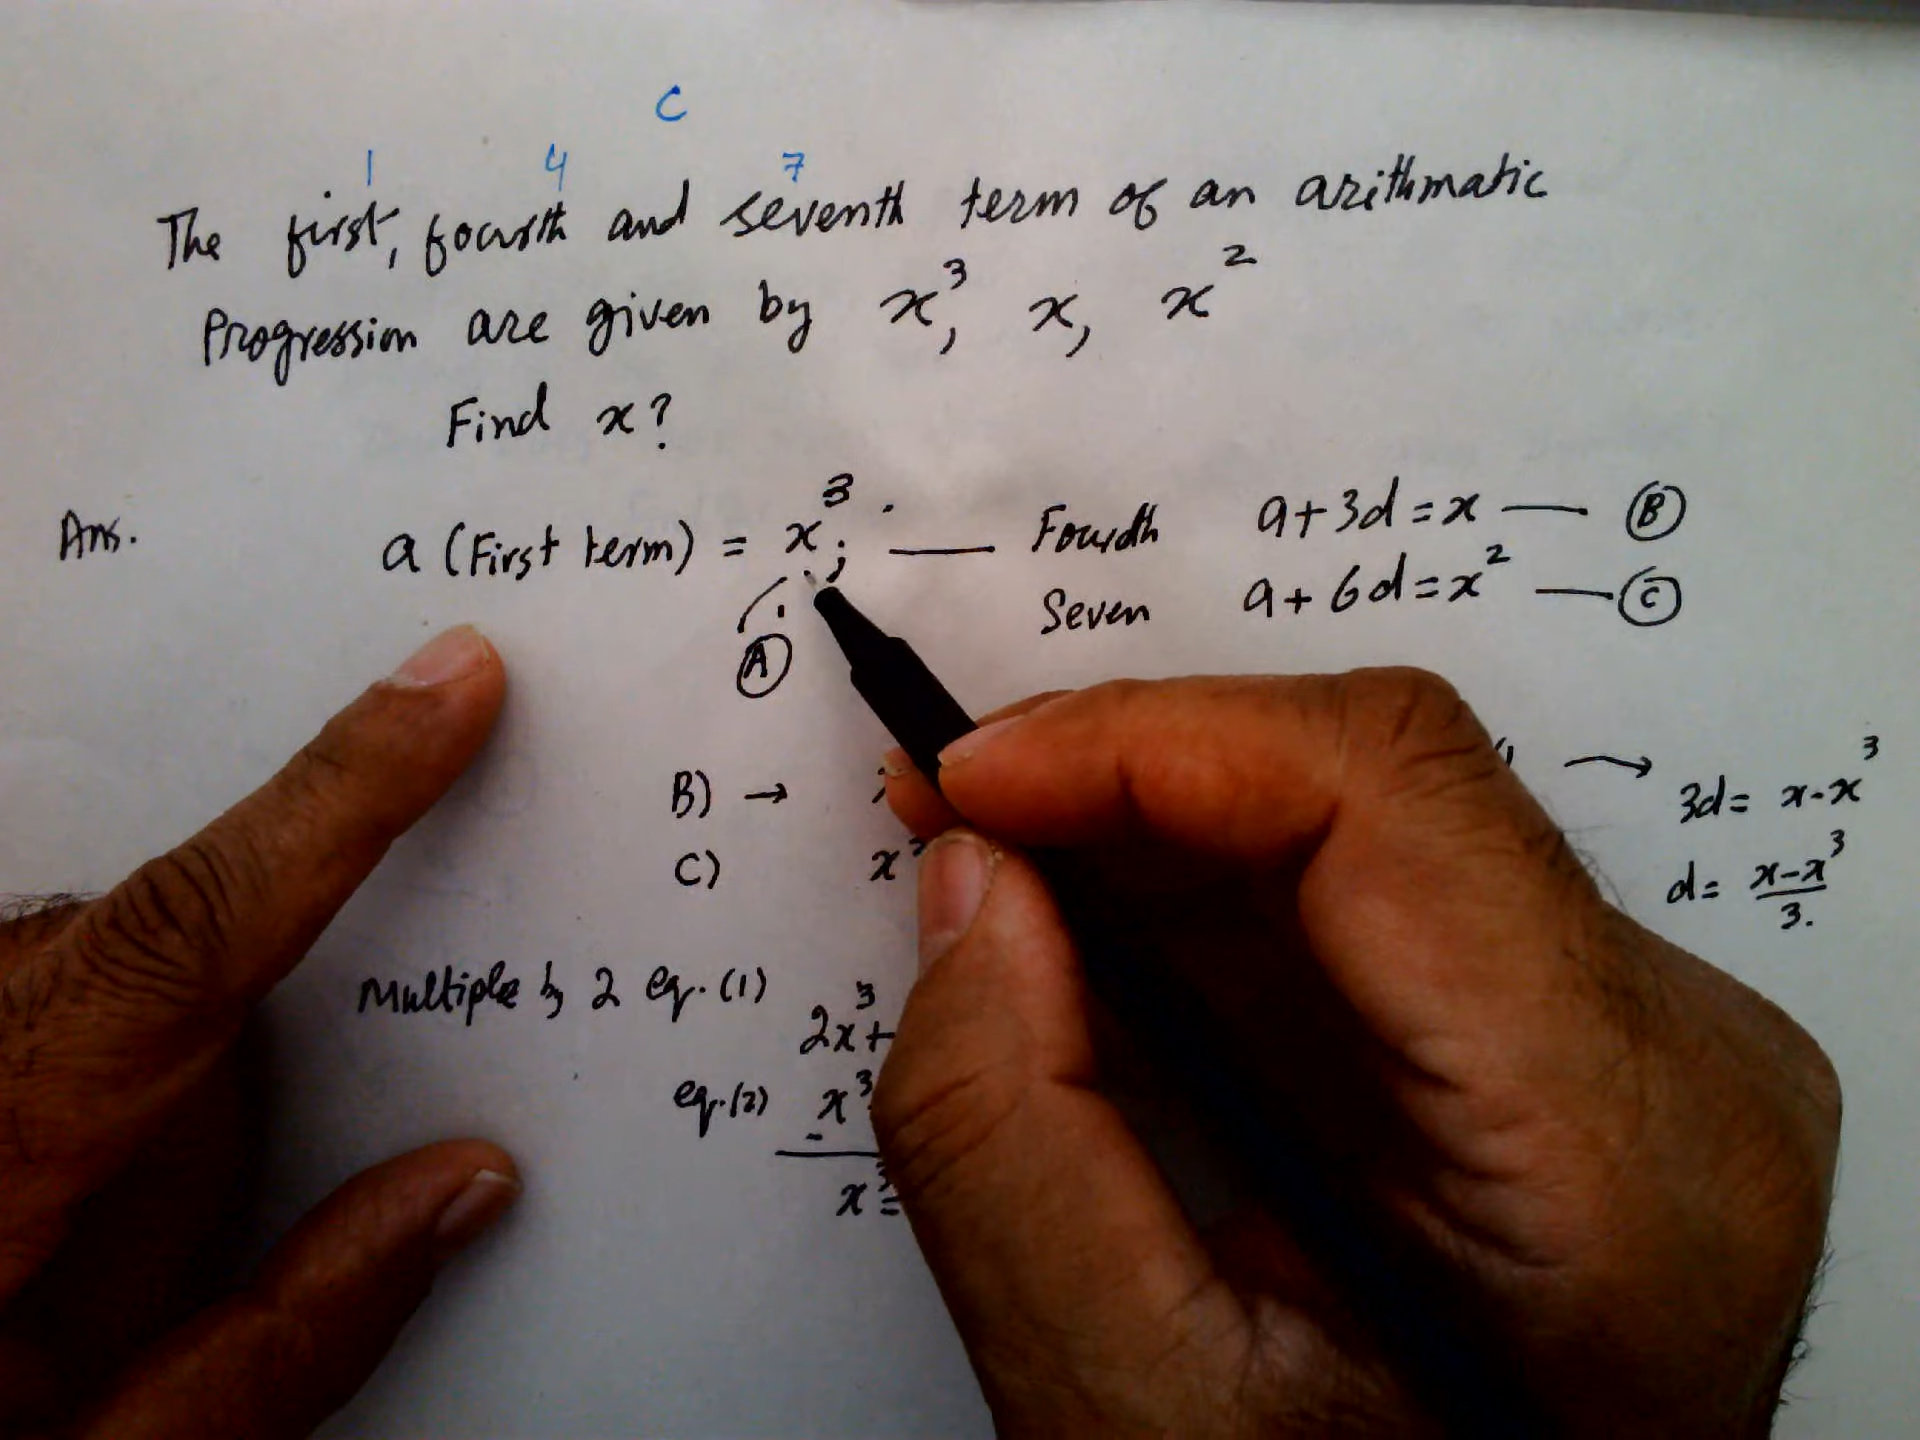 C
1 4 7
The first, fourth and seventh term of an arithmatic
Progression are given by x³, x, x²
Find x?
Ans. a (First term) = x³; — Fourth a+3d=x — B
A Seven a+6d=x² — C
B) → → 3d= x-x³
C) x d= x-x³/3.
Multiple by 2 eq.(1)
2x³+
eq.(2) x³
-
x³=